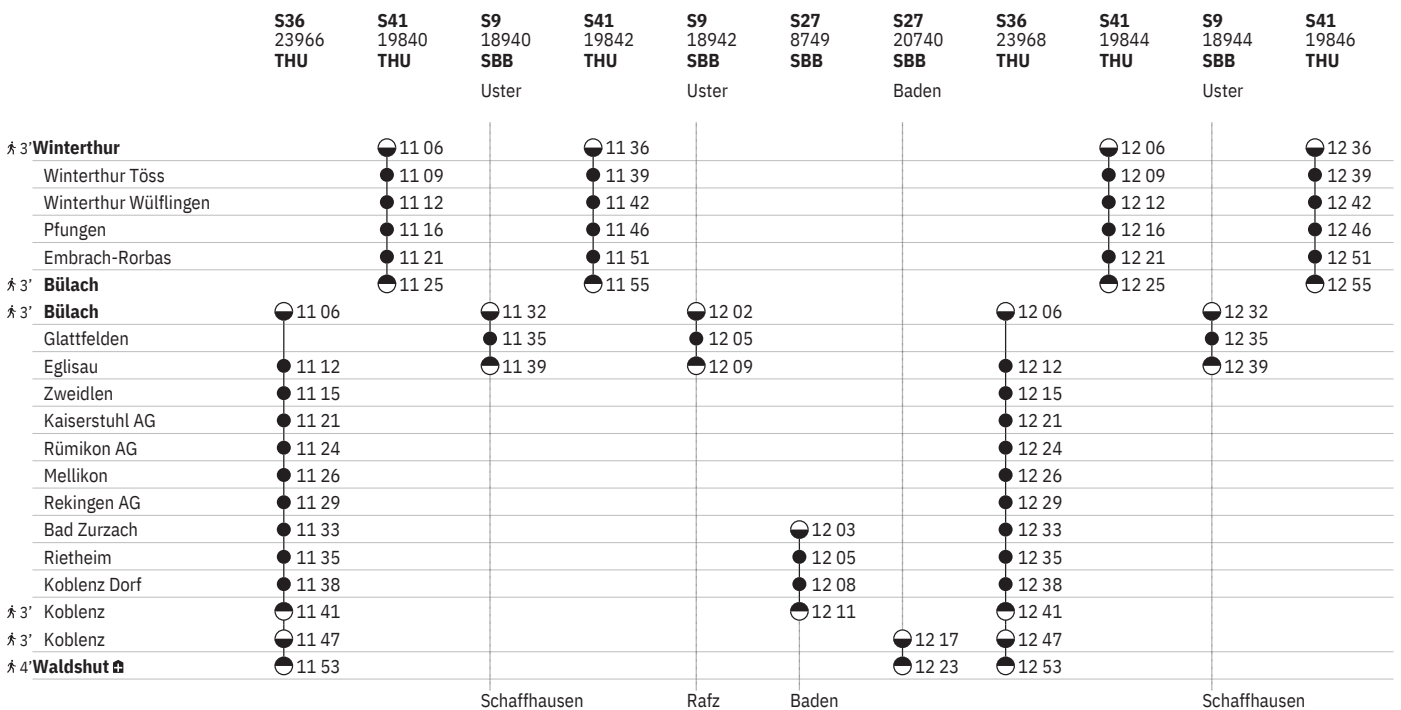 S36 S41 S9 S41 S9 S27 S27 S36 S41 S9 S41
23966 19840 18940 19842 18942 8749 20740 23968 19844 18944 19846
THU THU SBB THU SBB SBB SBB THU THU SBB THU
Uster Uster Baden Uster
3' Winterthur 11 06 11 36 12 06 12 36
Winterthur Töss 11 09 11 39 12 09 12 39
Winterthur Wülflingen 11 12 11 42 12 12 12 42
Pfungen 11 16 11 46 12 16 12 46
Embrach-Rorbas 11 21 11 51 12 21 12 51
3' Bülach 11 25 11 55 12 25 12 55
3' Bülach 11 06 11 32 12 02 12 06 12 32
Glattfelden 11 35 12 05 12 35
Eglisau 11 12 11 39 12 09 12 12 12 39
Zweidlen 11 15 12 15
Kaiserstuhl AG 11 21 12 21
Rümikon AG 11 24 12 24
Mellikon 11 26 12 26
Rekingen AG 11 29 12 29
Bad Zurzach 11 33 12 03 12 33
Rietheim 11 35 12 05 12 35
Koblenz Dorf 11 38 12 08 12 38
3' Koblenz 11 41 12 11 12 41
3' Koblenz 11 47 12 17 12 47
4' Waldshut 11 53 12 23 12 53
Schaffhausen Rafz Baden Schaffhausen